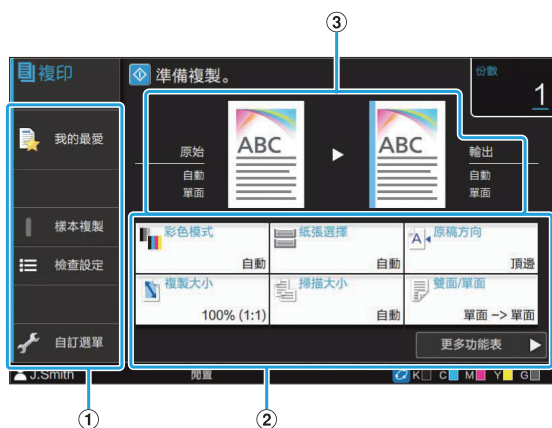 ③
複印
準備複製。
份數
1
我的最愛
原始
自動
單面
ABC
ABC
輸出
自動
單面
樣本複製
檢查設定
自訂選單
彩色模式
自動
紙張選擇
自動
原稿方向
頂邊
複製大小
100% (1:1)
掃描大小
自動
雙面/單面
單面 –> 單面
更多功能表
J.Smith
閒置
K C M Y G
①
②